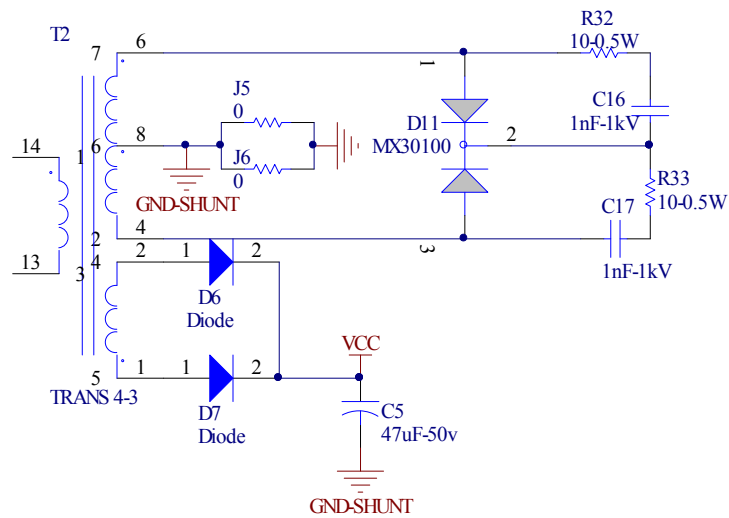 T2
7
6
14
1
6
8
13
3
2
4
4
2
5
1
TRANS 4-3
J5
0
J6
0
GND-SHUNT
1
D11
MX30100
2
3
R32
10-0.5W
C16
1nF-1kV
R33
10-0.5W
C17
1nF-1kV
1
2
D6
Diode
1
2
D7
Diode
VCC
C5
47uF-50v
GND-SHUNT